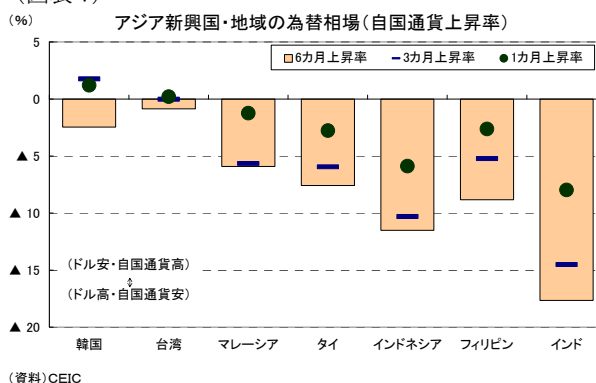 (%)
アジア新興国・地域の為替相場(自国通貨上昇率)
6カ月上昇率 3カ月上昇率 1カ月上昇率
5
0
▲ 5
▲ 10
▲ 15
▲ 20
(ドル安・自国通貨高)
(ドル高・自国通貨安)
韓国 台湾 マレーシア タイ インドネシア フィリピン インド
(資料)CEIC